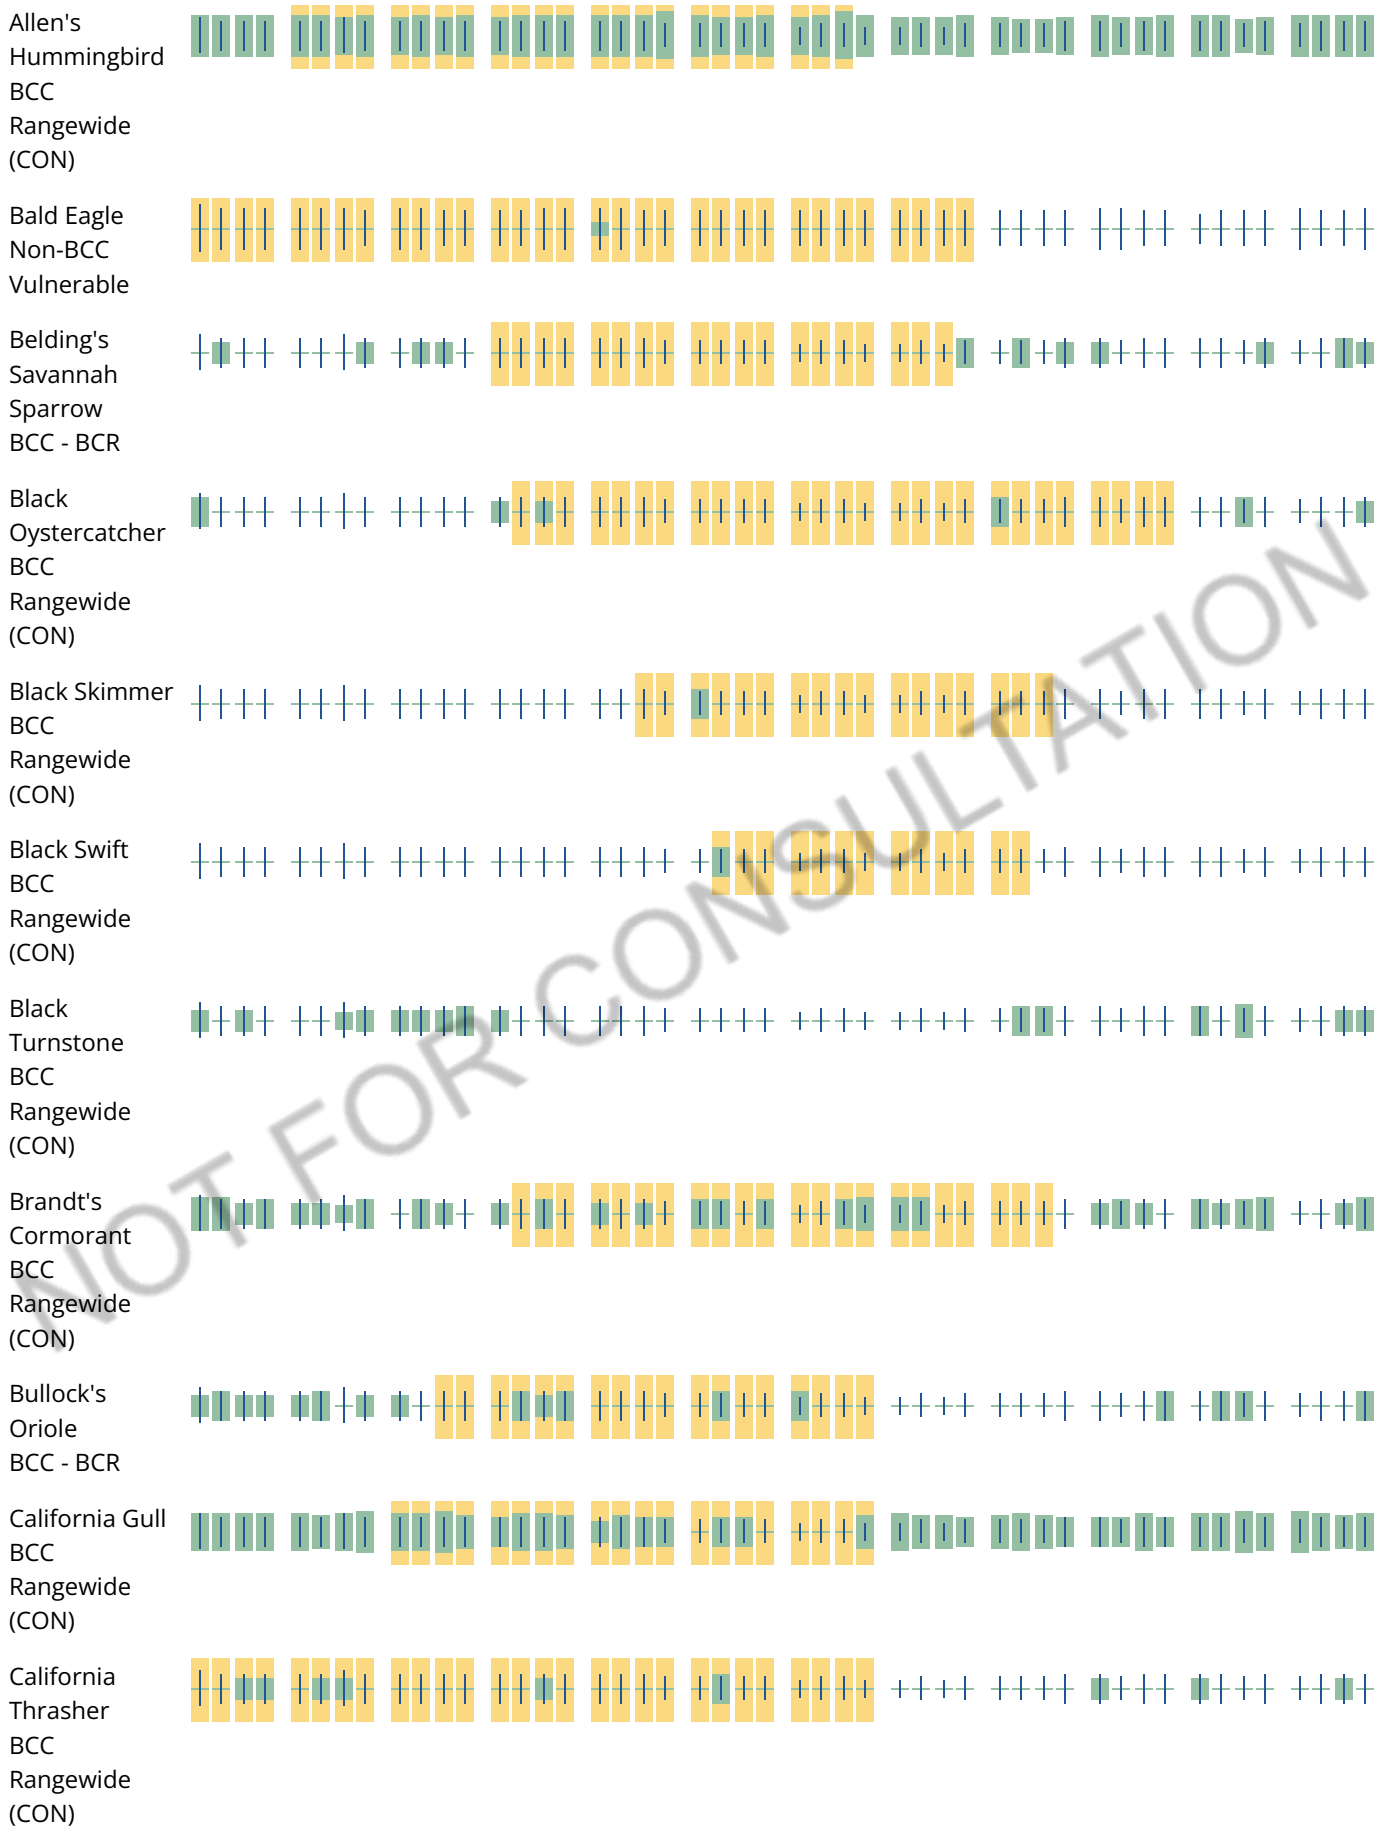 Allen's
Hummingbird
BCC
Rangewide
(CON)
Bald Eagle
Non-BCC
Vulnerable
Belding's
Savannah
Sparrow
BCC - BCR
Black
Oystercatcher
BCC
Rangewide
(CON)
Black Skimmer
BCC
Rangewide
(CON)
Black Swift
BCC
Rangewide
(CON)
Black
Turnstone
BCC
Rangewide
(CON)
Brandt's
Cormorant
BCC
Rangewide
(CON)
Bullock's
Oriole
BCC - BCR
California Gull
BCC
Rangewide
(CON)
California
Thrasher
BCC
Rangewide
(CON)
NOT FOR CONSULTATION